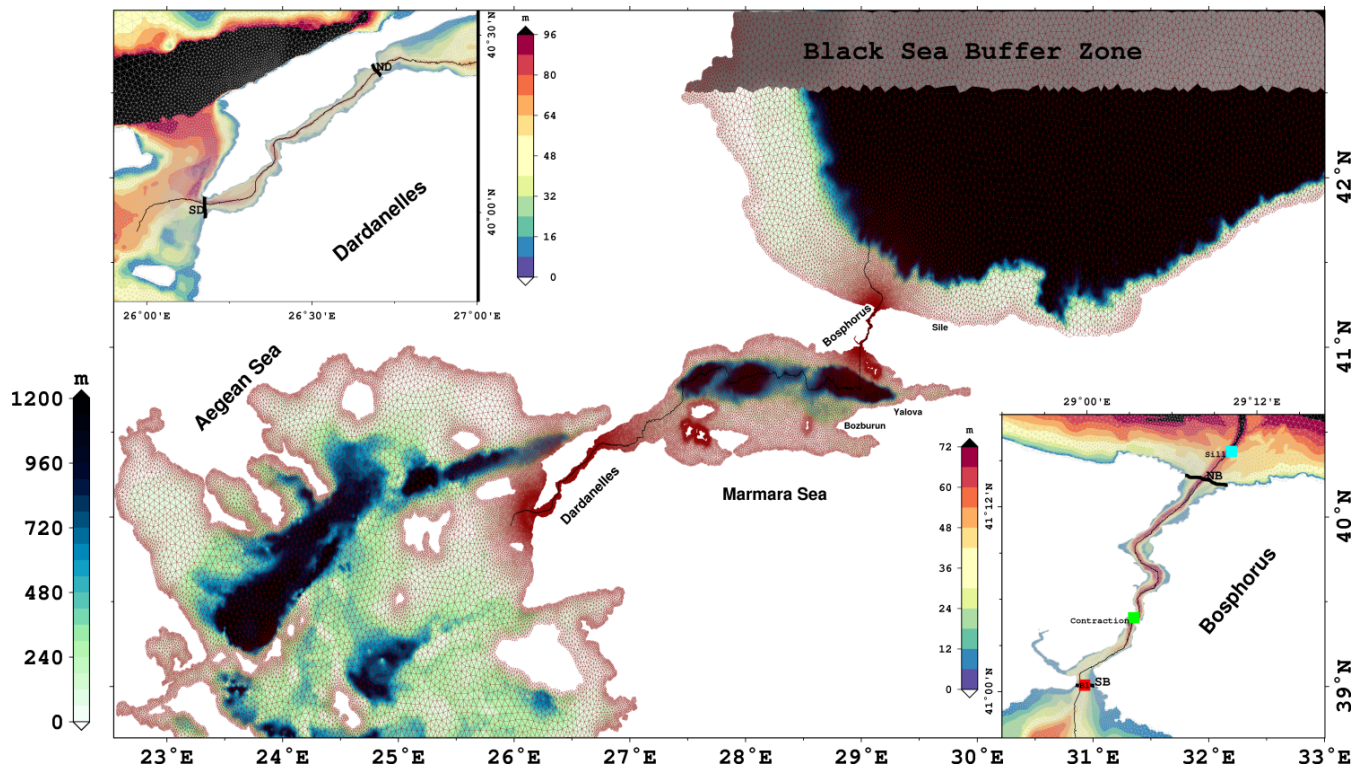 m
96
80
64
48
32
16
0
40°30'N
40°00'N
ND
SD
Dardanelles
26°00'E
26°30'E
27°00'E
Black Sea Buffer Zone
42°N
41°N
40°N
39°N
Bosphorus
Sile
Aegean Sea
Yalova
Bozburun
Dardanelles
Marmara Sea
m
1200
960
720
480
240
0
m
72
60
48
36
24
12
0
29°00'E
29°12'E
41°12'N
41°00'N
Sill
NB
Contraction
SB
Bosphorus
23°E
24°E
25°E
26°E
27°E
28°E
29°E
30°E
31°E
32°E
33°E